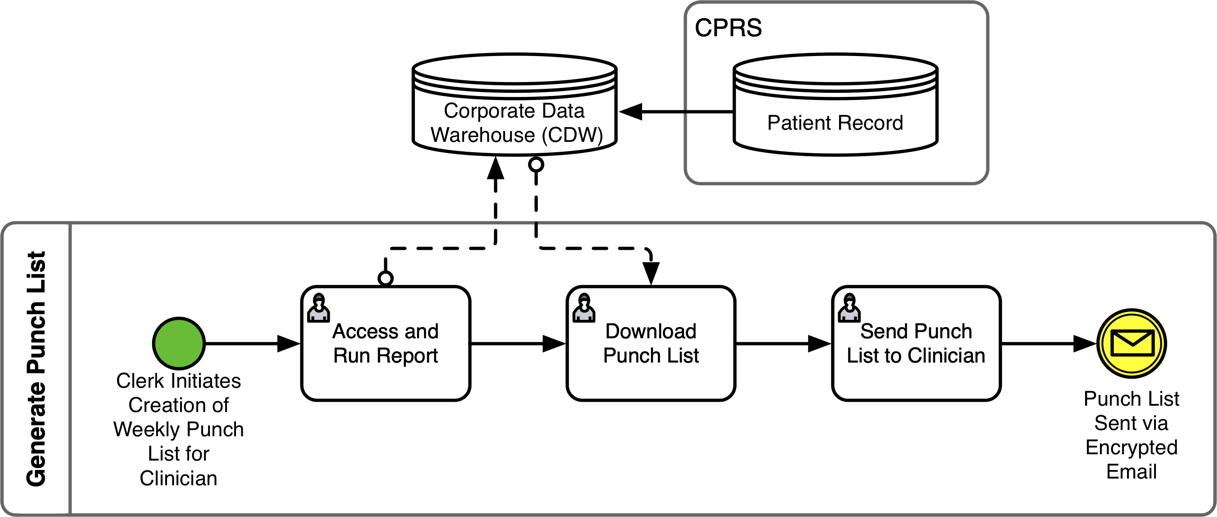 CPRS
Corporate Data
Warehouse (CDW)
Patient Record
Generate Punch List
Clerk Initiates
Creation of
Weekly Punch
List for
Clinician
Access and
Run Report
Download
Punch List
Send Punch
List to Clinician
Punch List
Sent via
Encrypted
Email